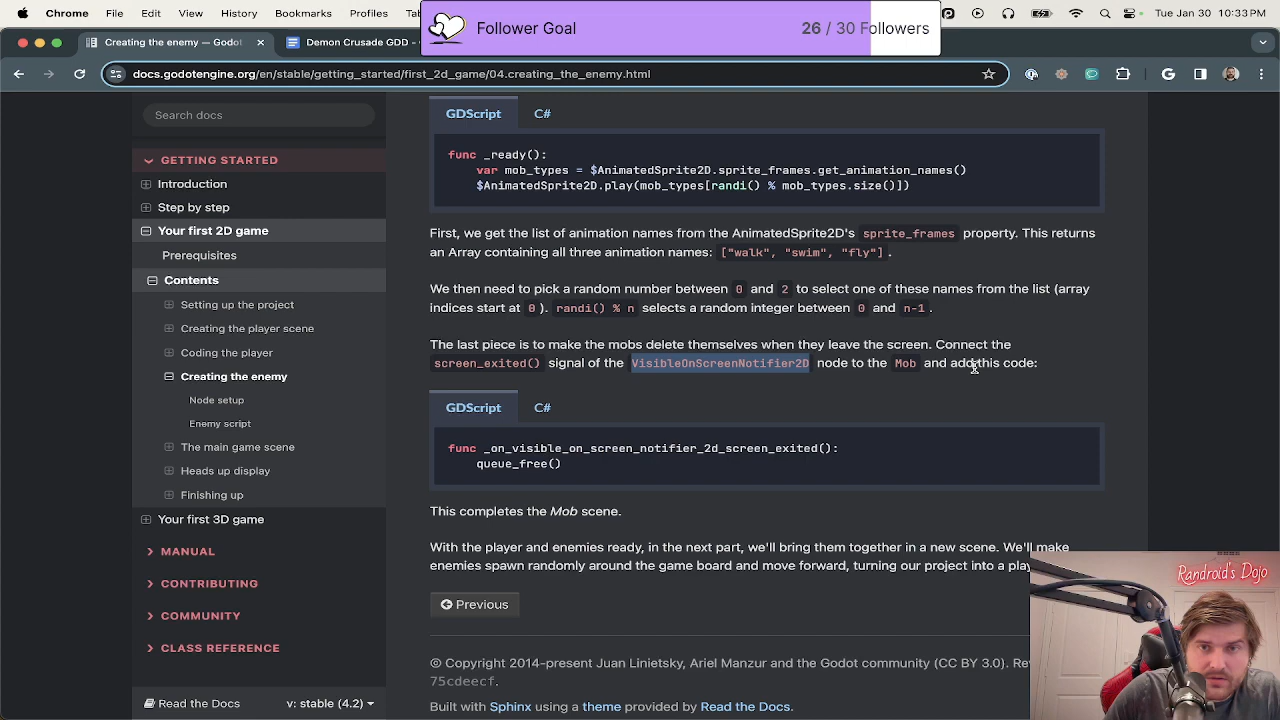 10:33 PM
Follower Goal
26 / 30 Followers
Creating the enemy — Godot
Demon Crusade GDD -
docs.godotengine.org/en/stable/getting_started/first_2d_game/04.creating_the_enemy.html
Search docs
GETTING STARTED
Introduction
Step by step
Your first 2D game
Prerequisites
Contents
Setting up the project
Creating the player scene
Coding the player
Creating the enemy
Node setup
Enemy script
The main game scene
Heads up display
Finishing up
Your first 3D game
MANUAL
CONTRIBUTING
COMMUNITY
CLASS REFERENCE
Read the Docs v: stable (4.2)
GDScript C#
func _ready():
var mob_types = $AnimatedSprite2D.sprite_frames.get_animation_names()
$AnimatedSprite2D.play(mob_types[randi() % mob_types.size()])
First, we get the list of animation names from the AnimatedSprite2D's sprite_frames property. This returns
an Array containing all three animation names: ["walk", "swim", "fly"].
We then need to pick a random number between 0 and 2 to select one of these names from the list (array
indices start at 0 ). randi() % n selects a random integer between 0 and n-1.
The last piece is to make the mobs delete themselves when they leave the screen. Connect the
screen_exited() signal of the VisibleOnScreenNotifier2D node to the Mob and add this code:
GDScript C#
func _on_visible_on_screen_notifier_2d_screen_exited():
queue_free()
This completes the Mob scene.
With the player and enemies ready, in the next part, we'll bring them together in a new scene. We'll make
enemies spawn randomly around the game board and move forward, turning our project into a
Previous
© Copyright 2014-present Juan Linietsky, Ariel Manzur and the Godot community (CC BY 3.0).
75cdeecf.
Built with Sphinx using a theme provided by Read the Docs.
Randroid's Dojo